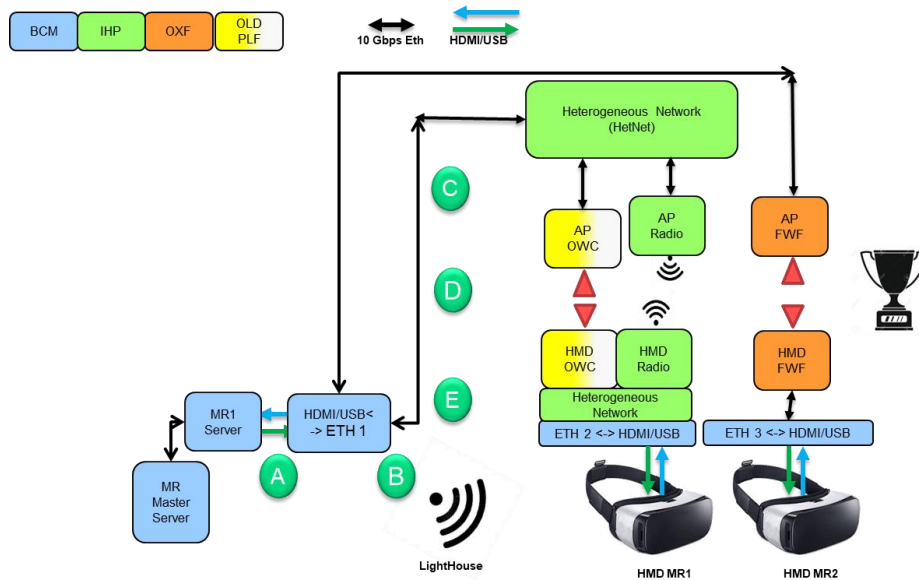 BCM
IHP
OXF
OLD
PLF
10 Gbps Eth
HDMI/USB
Heterogeneous Network
(HetNet)
C
AP
OWC
AP
Radio
AP
FWF
D
HMD
OWC
HMD
Radio
HMD
FWF
E
Heterogeneous
Network
MR1
Server
HDMI/USB<
-> ETH 1
ETH 2 <-> HDMI/USB
ETH 3 <-> HDMI/USB
A
B
MR
Master
Server
LightHouse
HMD MR1
HMD MR2